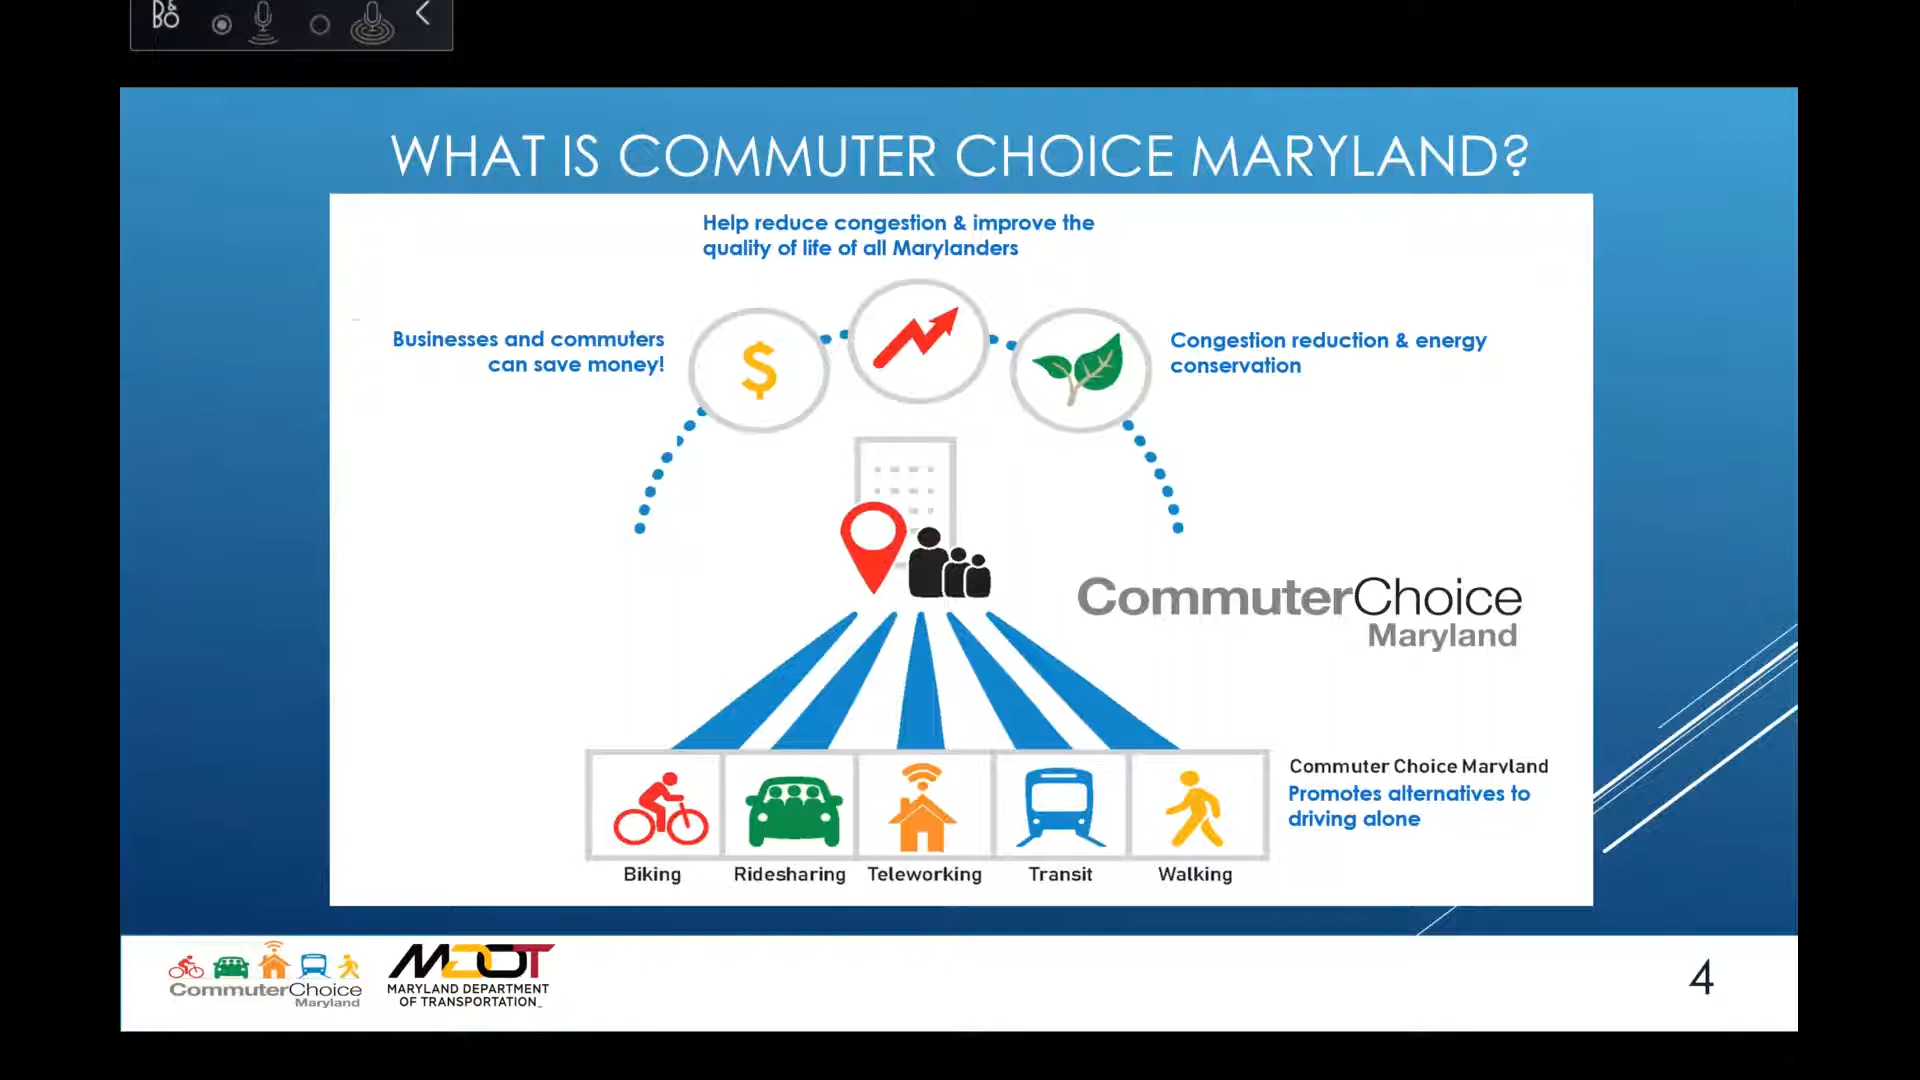 B&O
WHAT IS COMMUTER CHOICE MARYLAND?
Help reduce congestion & improve the
quality of life of all Marylanders
Businesses and commuters
can save money!
$
Congestion reduction & energy
conservation
CommuterChoice
Maryland
Commuter Choice Maryland
Promotes alternatives to
driving alone
Biking
Ridesharing
Teleworking
Transit
Walking
CommuterChoice
Maryland
MDOT
MARYLAND DEPARTMENT
OF TRANSPORTATION
4